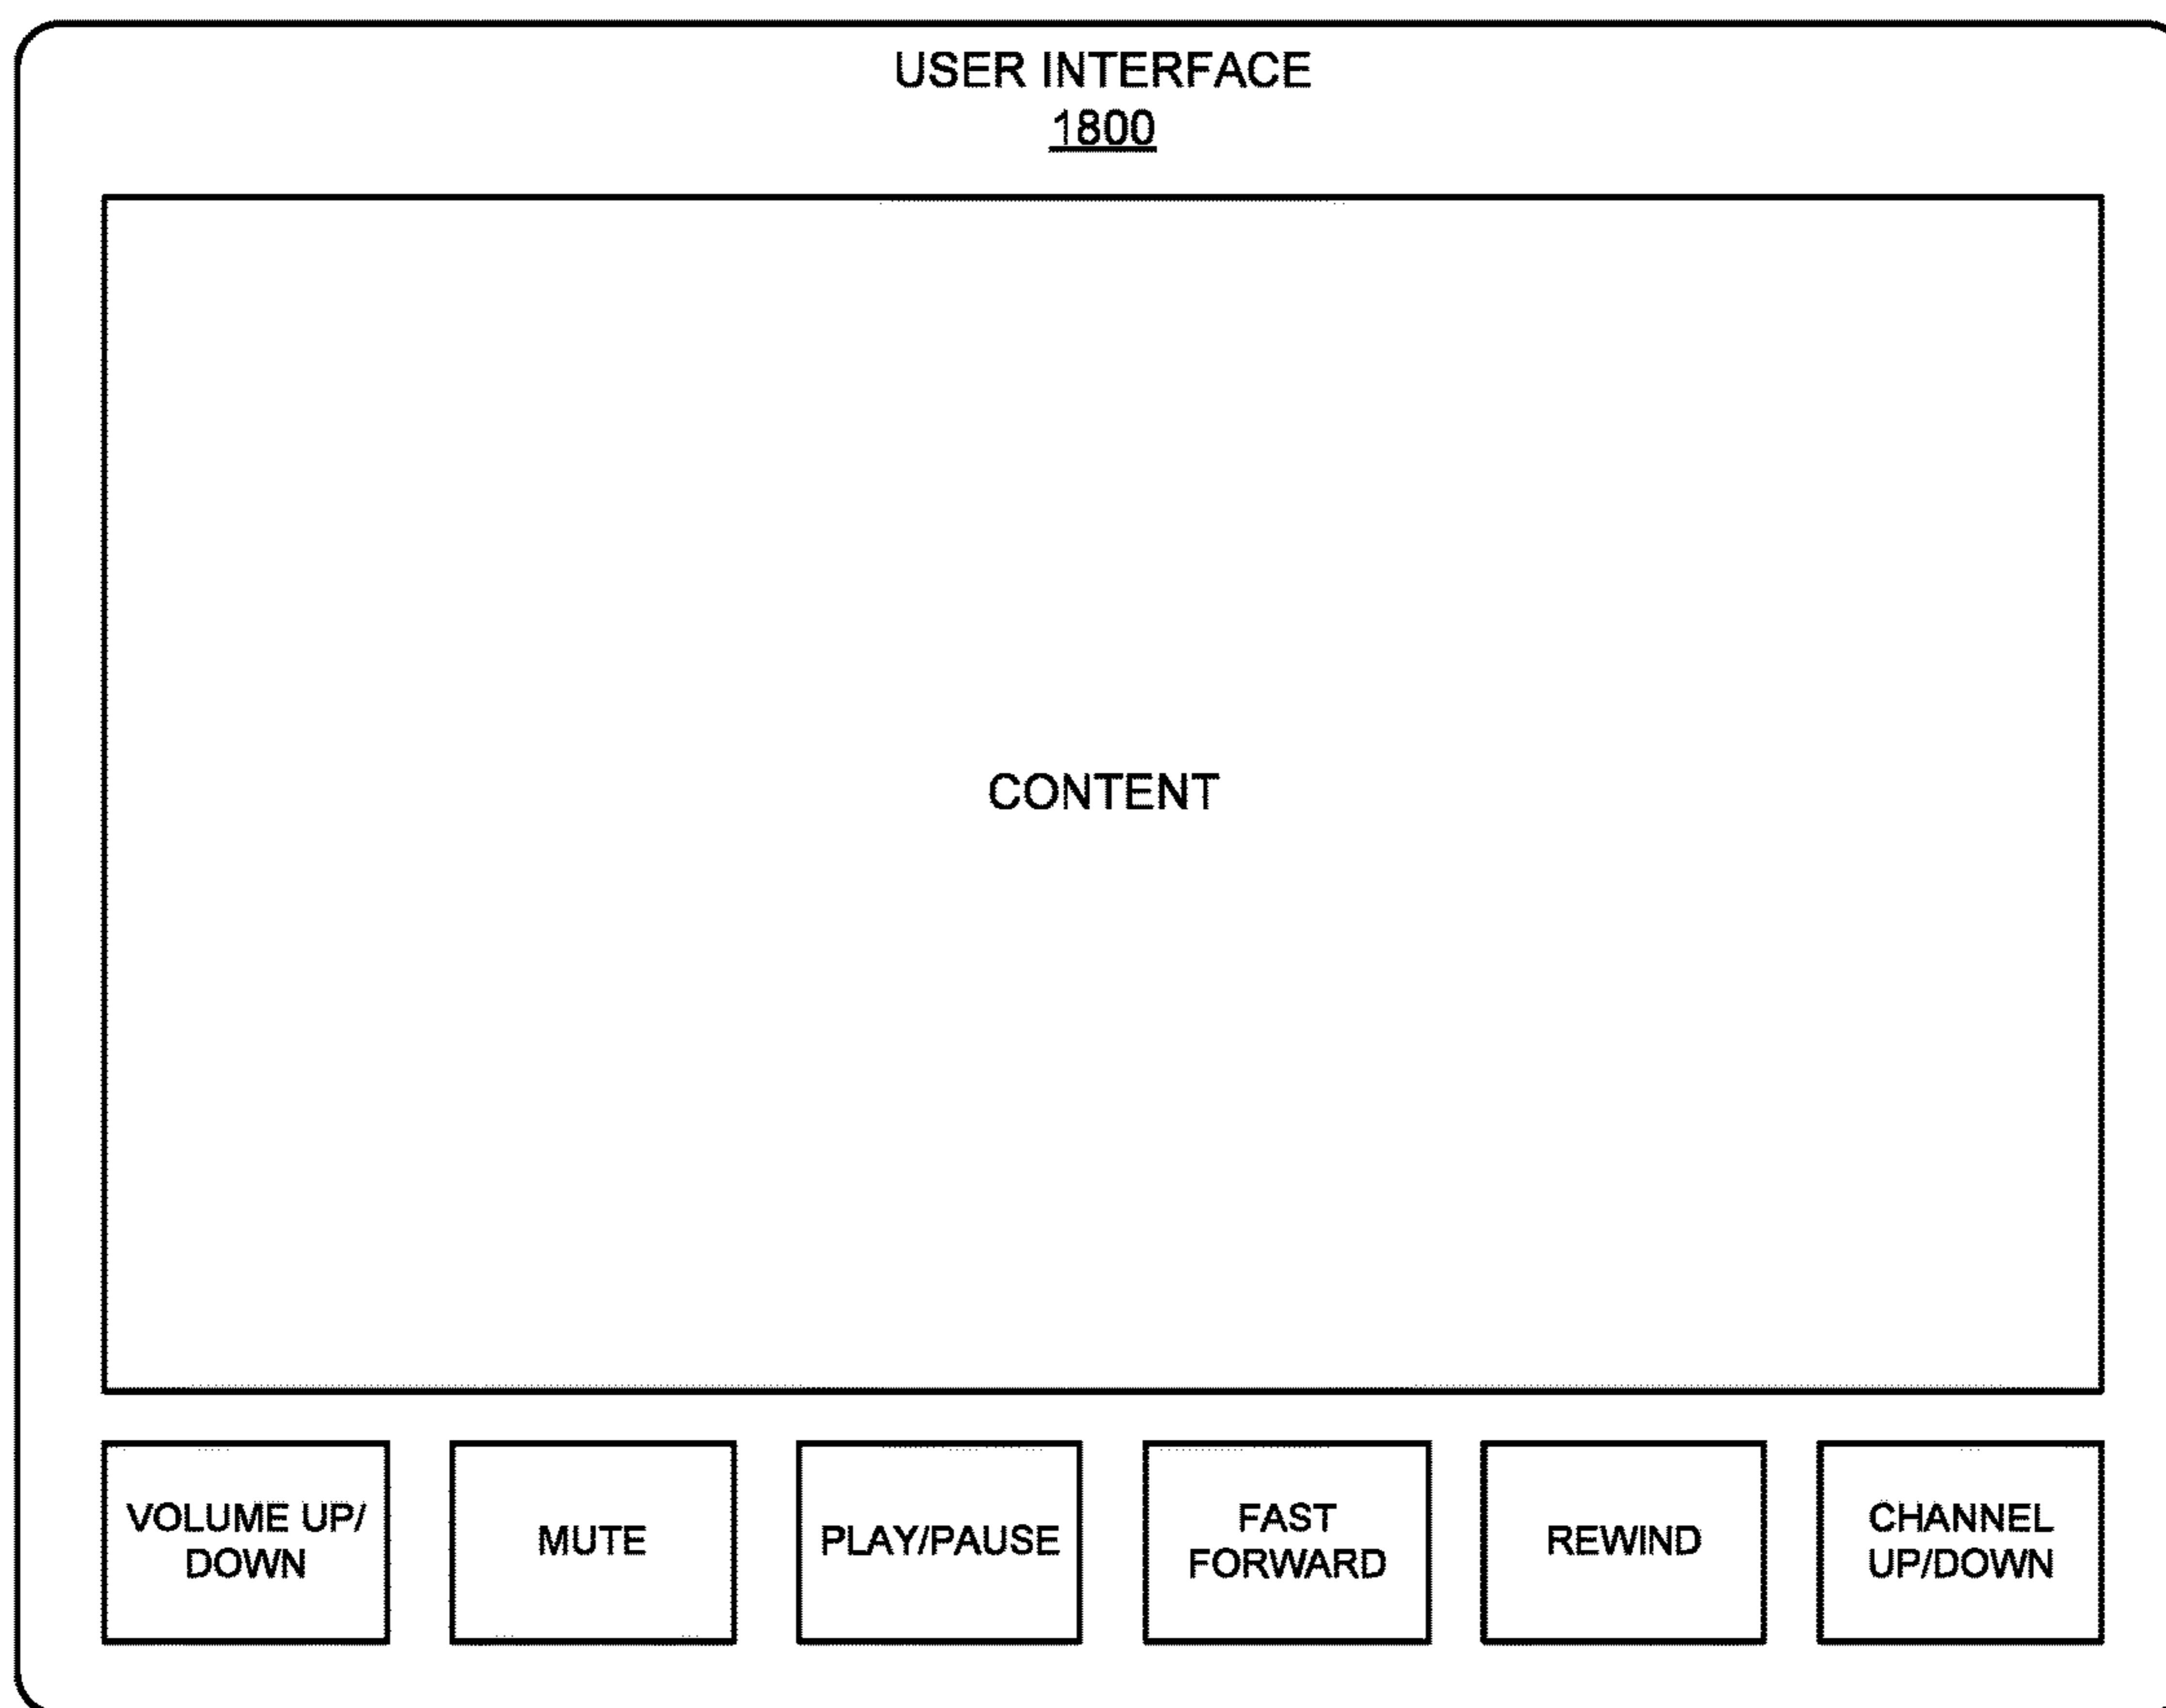 USER INTERFACE
1800
CONTENT
VOLUME UP/
DOWN
MUTE
PLAY/PAUSE
FAST
FORWARD
REWIND
CHANNEL
UP/DOWN